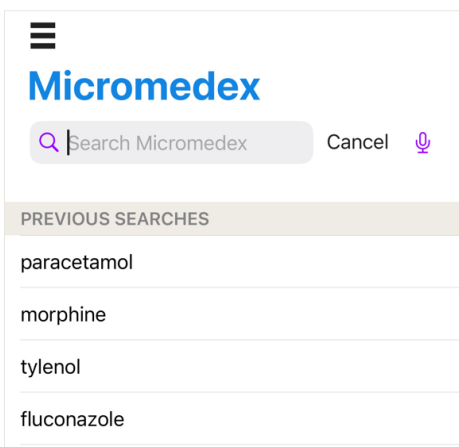 Micromedex
Search Micromedex Cancel
PREVIOUS SEARCHES
paracetamol
morphine
tylenol
fluconazole